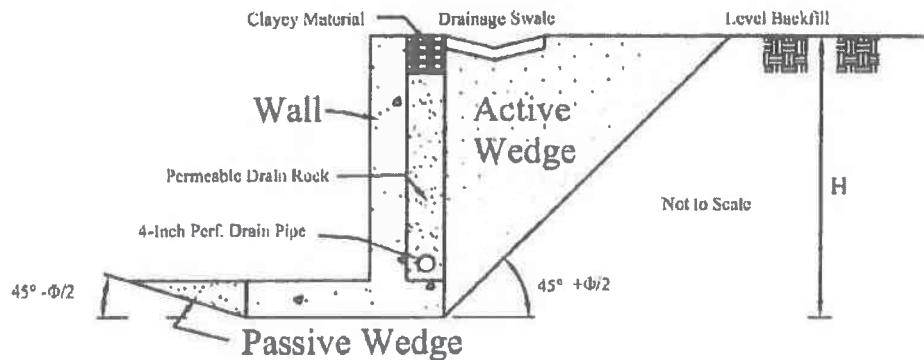 Clayey Material
Drainage Swale
Level Backfill
Wall
Active
Wedge
Permeable Drain Rock
H
Not to Scale
4-Inch Perf. Drain Pipe
45° -Φ/2
45° +Φ/2
Passive Wedge